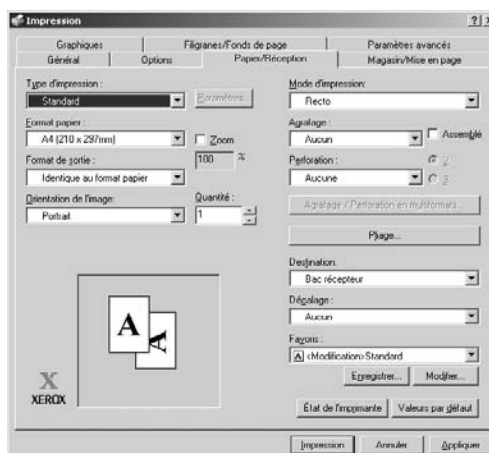 Impression
Graphiques
Filigranes/Fonds de page
Paramètres avancés
Général
Options
Papier/Réception
Magasin/Mise en page
Type d'impression :
Standard
Paramètres...
Format papier :
A4 (210 x 297mm)
Zoom
100 %
Format de sortie :
Identique au format papier
Orientation de l'image:
Portrait
Quantité :
1
A
A
X
XEROX
Mode d'impression:
Recto
Agrafage :
Aucun
Assemblé
Perforation :
Aucune
2
3
Agrafage / Perforation en multiformats...
Pliage...
Destination:
Bac récepteur
Décalage :
Aucun
Favoris :
A <Modification> Standard
Enregistrer...
Modifier...
État de l'imprimante
Valeurs par défaut
Impression
Annuler
Appliquer